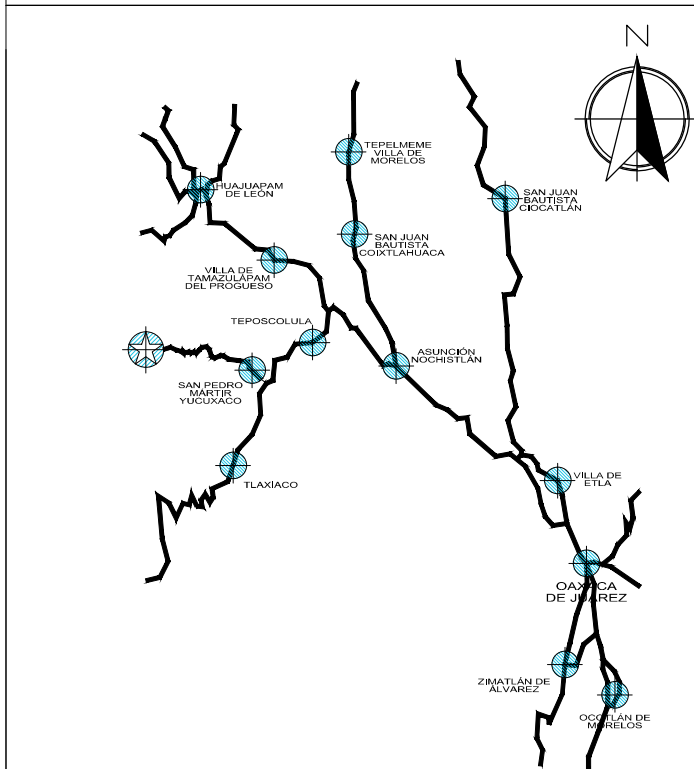 N
TEPELMEME
VILLA DE
MORELOS
HUAJUAPAM
DE LEÓN
SAN JUAN
BAUTISTA
CIOCATLÁN
SAN JUAN
BAUTISTA
COIXTLAHUACA
VILLA DE
TAMAZULAPAM
DEL PROGUESO
TEPOSCOLULA
ASUNCIÓN
NOCHISTLÁN
SAN PEDRO
MÁRTIR
YUCUXACO
TLAXÍACO
VILLA DE
ETLA
OAXACA
DE JUÁREZ
ZIMATLÁN DE
ÁLVAREZ
OCOTLÁN DE
MORELOS